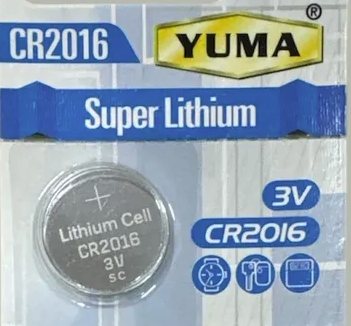 CR2016
YUMA®
Super Lithium
+
Lithium Cell
CR2016
3V
SC
3V
CR2016